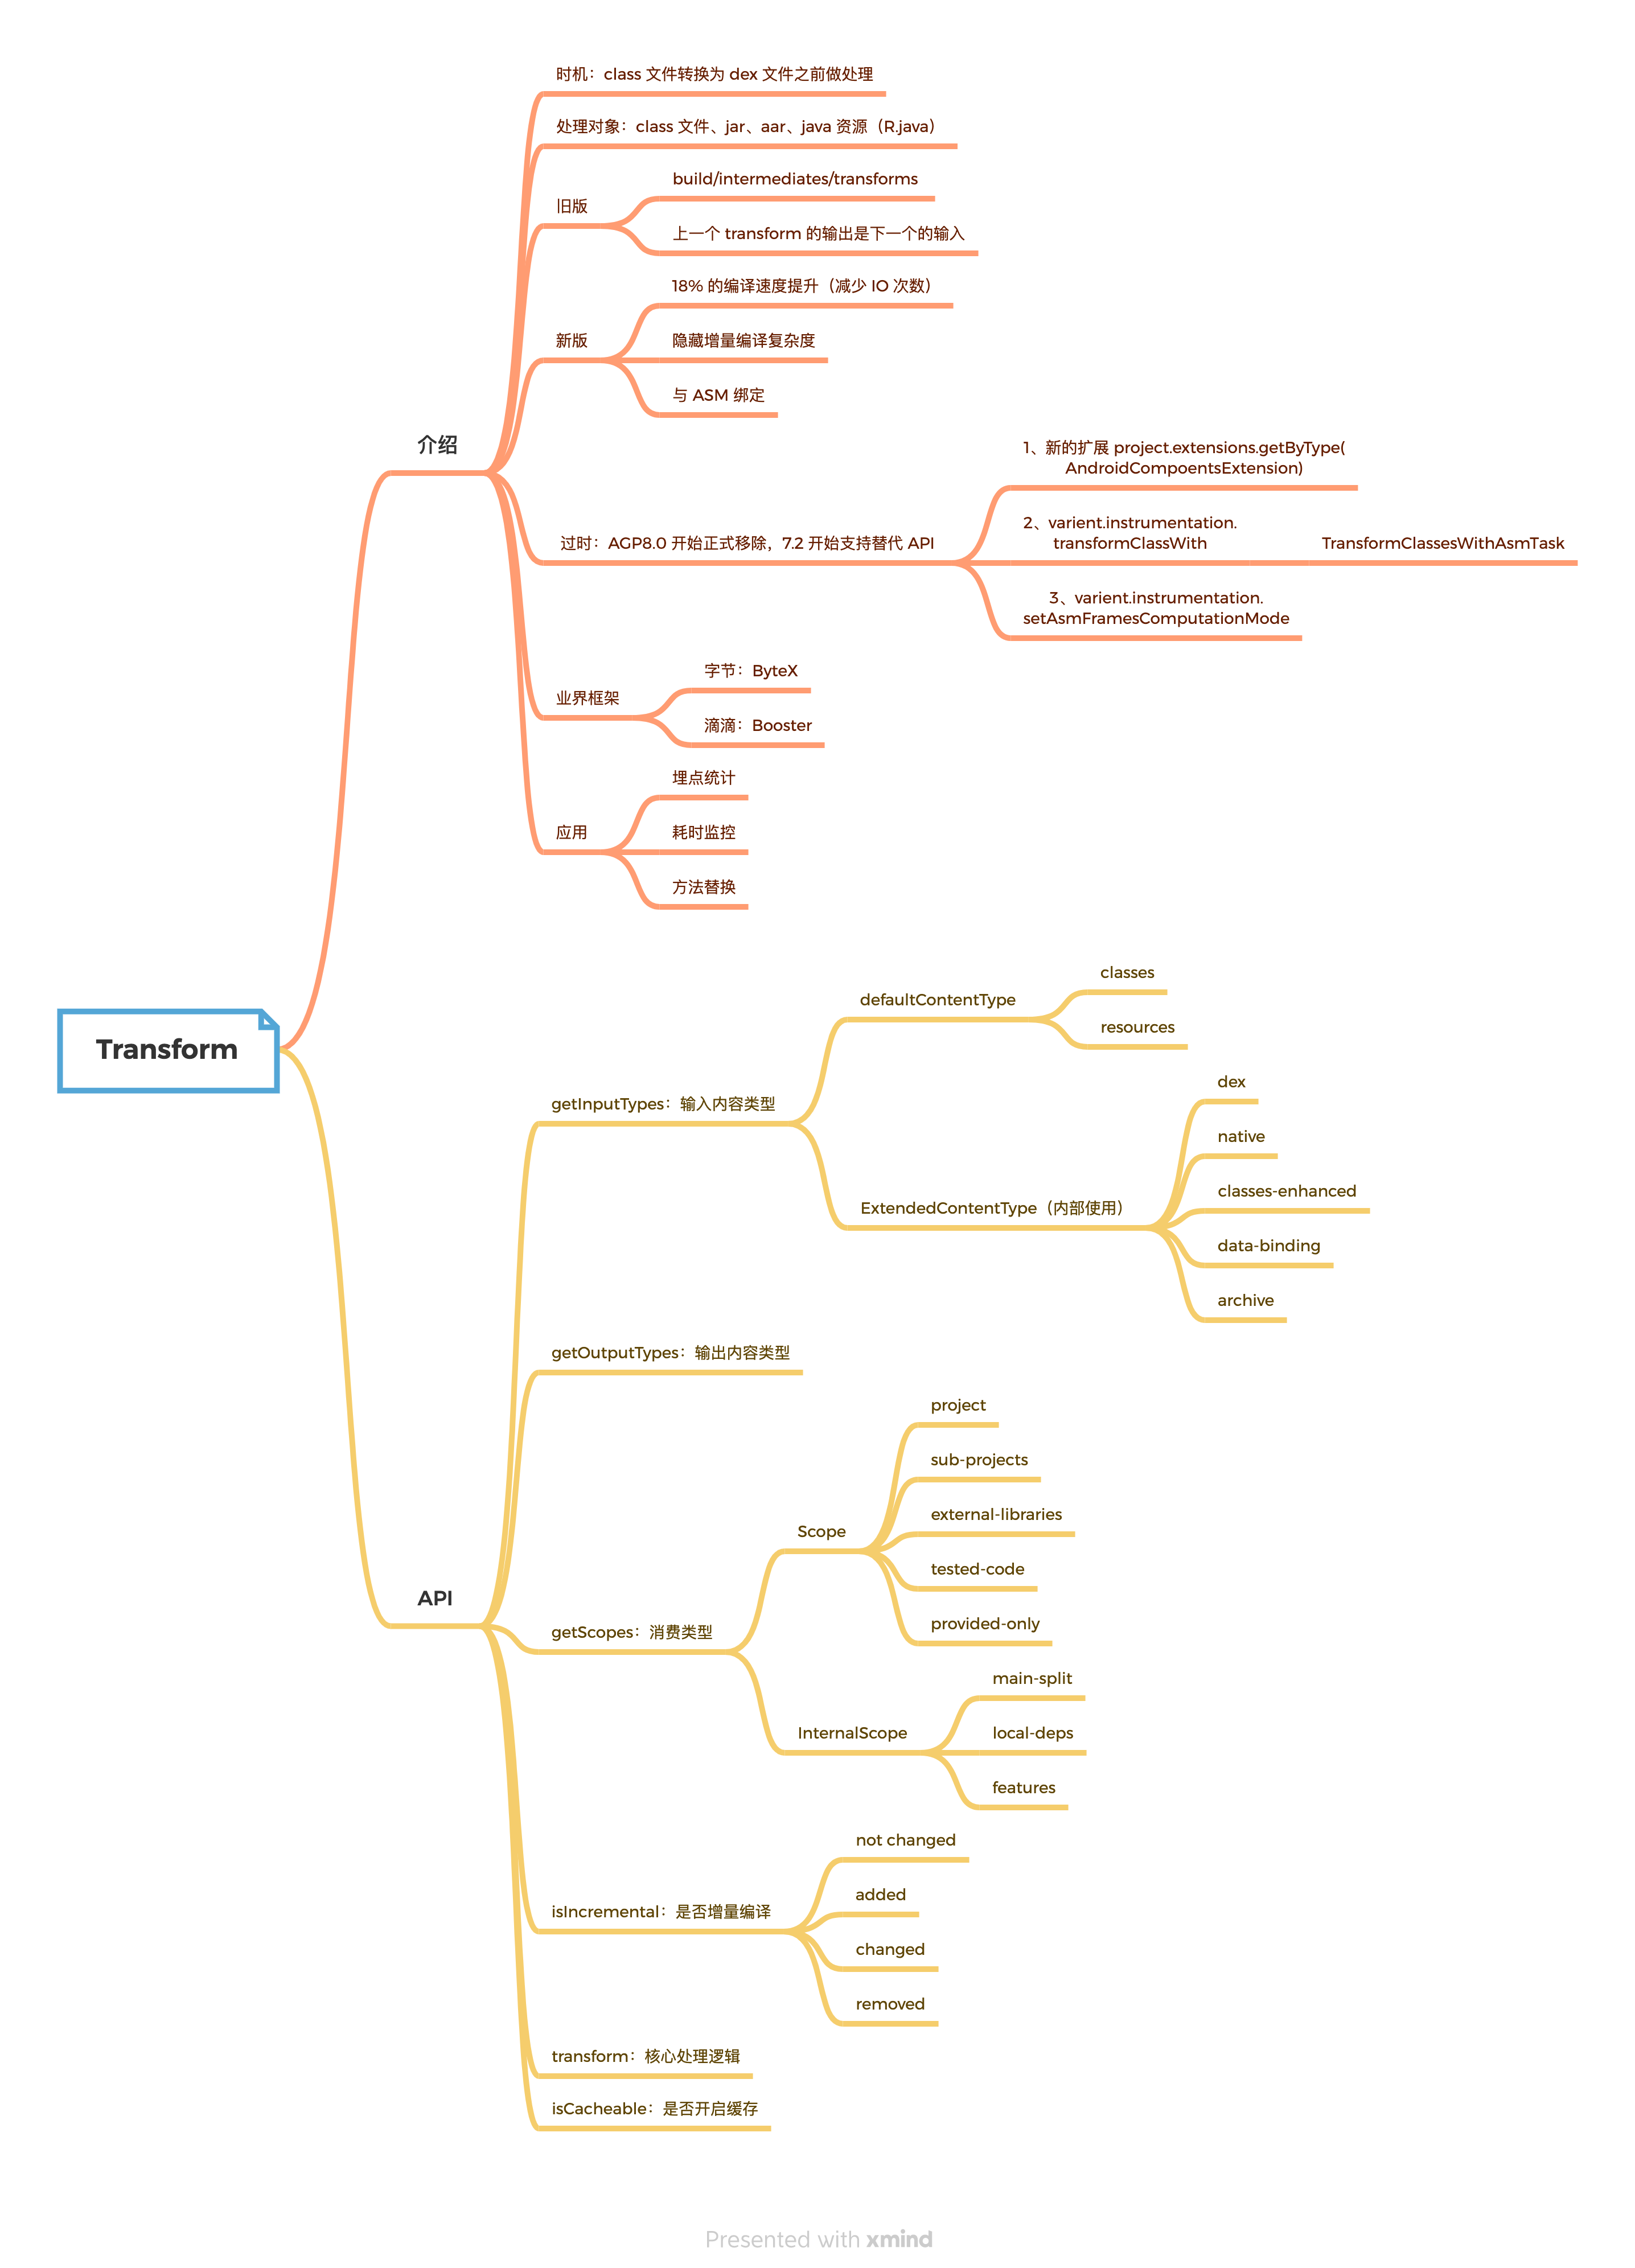 Transform
介绍
时机：class 文件转换为 dex 文件之前做处理
处理对象：class 文件、jar、aar、java 资源（R.java）
旧版
build/intermediates/transforms
上一个 transform 的输出是下一个的输入
新版
18% 的编译速度提升（减少 IO 次数）
隐藏增量编译复杂度
与 ASM 绑定
过时：AGP8.0 开始正式移除，7.2 开始支持替代 API
1、新的扩展 project.extensions.getByType(
AndroidCompoentsExtension)
2、varient.instrumentation.
transformClassWith
TransformClassesWithAsmTask
3、varient.instrumentation.
setAsmFramesComputationMode
业界框架
字节：ByteX
滴滴：Booster
应用
埋点统计
耗时监控
方法替换
API
getInputTypes：输入内容类型
defaultContentType
classes
resources
ExtendedContentType（内部使用）
dex
native
classes-enhanced
data-binding
archive
getOutputTypes：输出内容类型
getScopes：消费类型
Scope
project
sub-projects
external-libraries
tested-code
provided-only
InternalScope
main-split
local-deps
features
isIncremental：是否增量编译
not changed
added
changed
removed
transform：核心处理逻辑
isCacheable：是否开启缓存
Presented with xmind